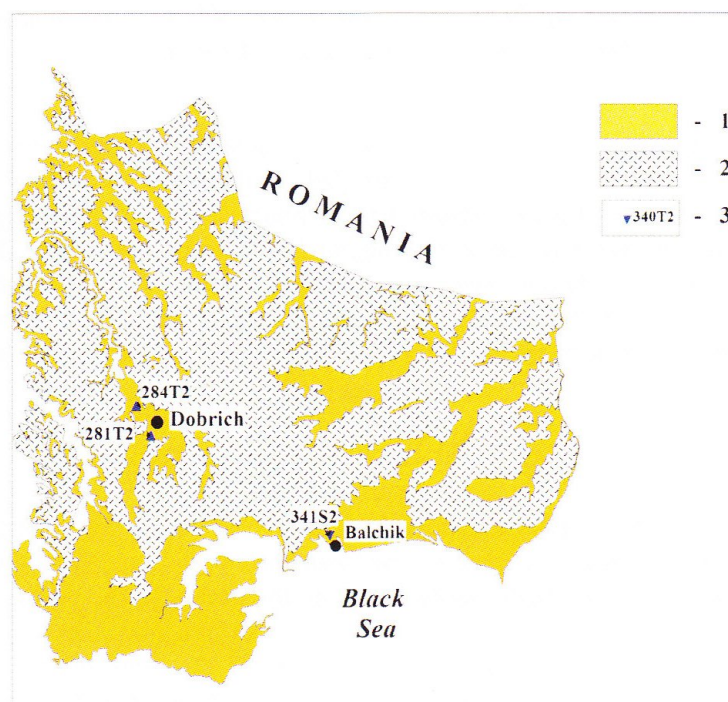 - 1
- 2
340T2 - 3
ROMANIA
284T2
Dobrich
281T2
341S2
Balchik
Black
Sea